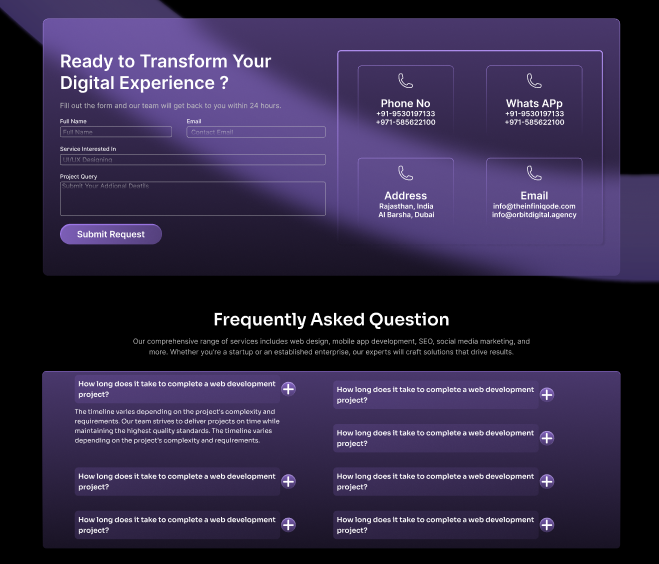 Ready to Transform Your
Digital Experience ?
Fill out the form and our team will get back to you within 24 hours.
Full Name
Email
Full Name
Contact Email
Service Interested In
UI/UX Designing
Project Query
Submit Your Addional Deatils
Submit Request
Phone No
+91-9530197133
+971-585622100
Whats APp
+91-9530197133
+971-585622100
Address
Rajasthan, India
Al Barsha, Dubai
Email
info@theinfiniqode.com
info@orbitdigital.agency
Frequently Asked Question
Our comprehensive range of services includes web design, mobile app development, SEO, social media marketing, and
more. Whether you're a startup or an established enterprise, our experts will craft solutions that drive results.
How long does it take to complete a web development
project?
The timeline varies depending on the project's complexity and
requirements. Our team strives to deliver projects on time while
maintaining the highest quality standards. The timeline varies
depending on the project's complexity and requirements.
How long does it take to complete a web development
project?
How long does it take to complete a web development
project?
How long does it take to complete a web development
project?
How long does it take to complete a web development
project?
How long does it take to complete a web development
project?
How long does it take to complete a web development
project?